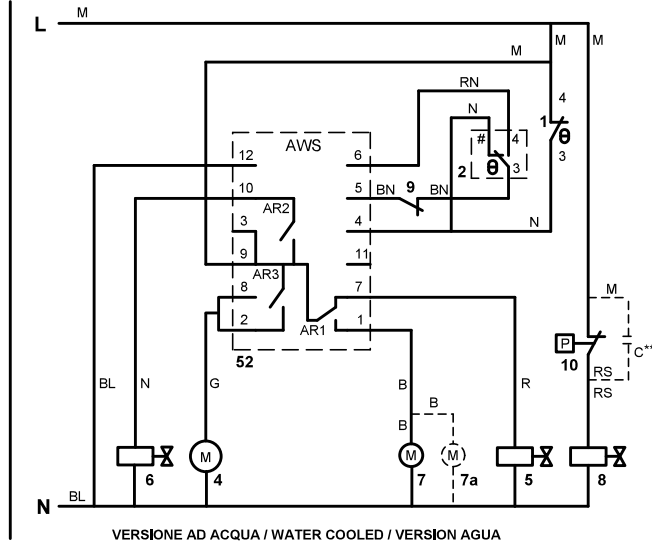 L M
M M M
RN
N 4
1 θ
AWS # 4
12 6 2 θ 3 3
10 5 BN 9 BN
AR2
3 4 N
9 11
AR3
8 7 M
2 AR1 1 P C**
52 10 RS
BL N G B B R RS
B
M M M
6 4 7 7a 5 8
N BL
VERSIONE AD ACQUA / WATER COOLED / VERSION AGUA